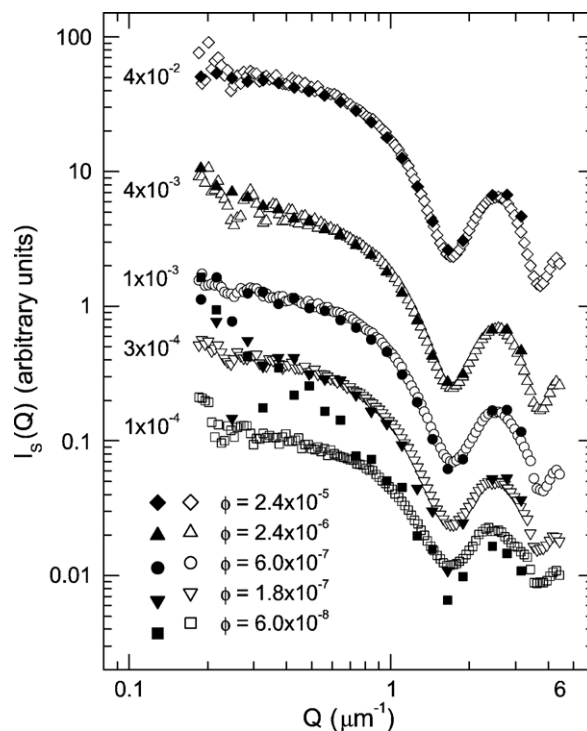 100
4x10⁻²
10
4x10⁻³
1
1x10⁻³
3x10⁻⁴
0.1
1x10⁻⁴
0.01
I_s(Q) (arbitrary units)
ϕ = 2.4x10⁻⁵
ϕ = 2.4x10⁻⁶
ϕ = 6.0x10⁻⁷
ϕ = 1.8x10⁻⁷
ϕ = 6.0x10⁻⁸
0.1 1 6
Q (μm⁻¹)